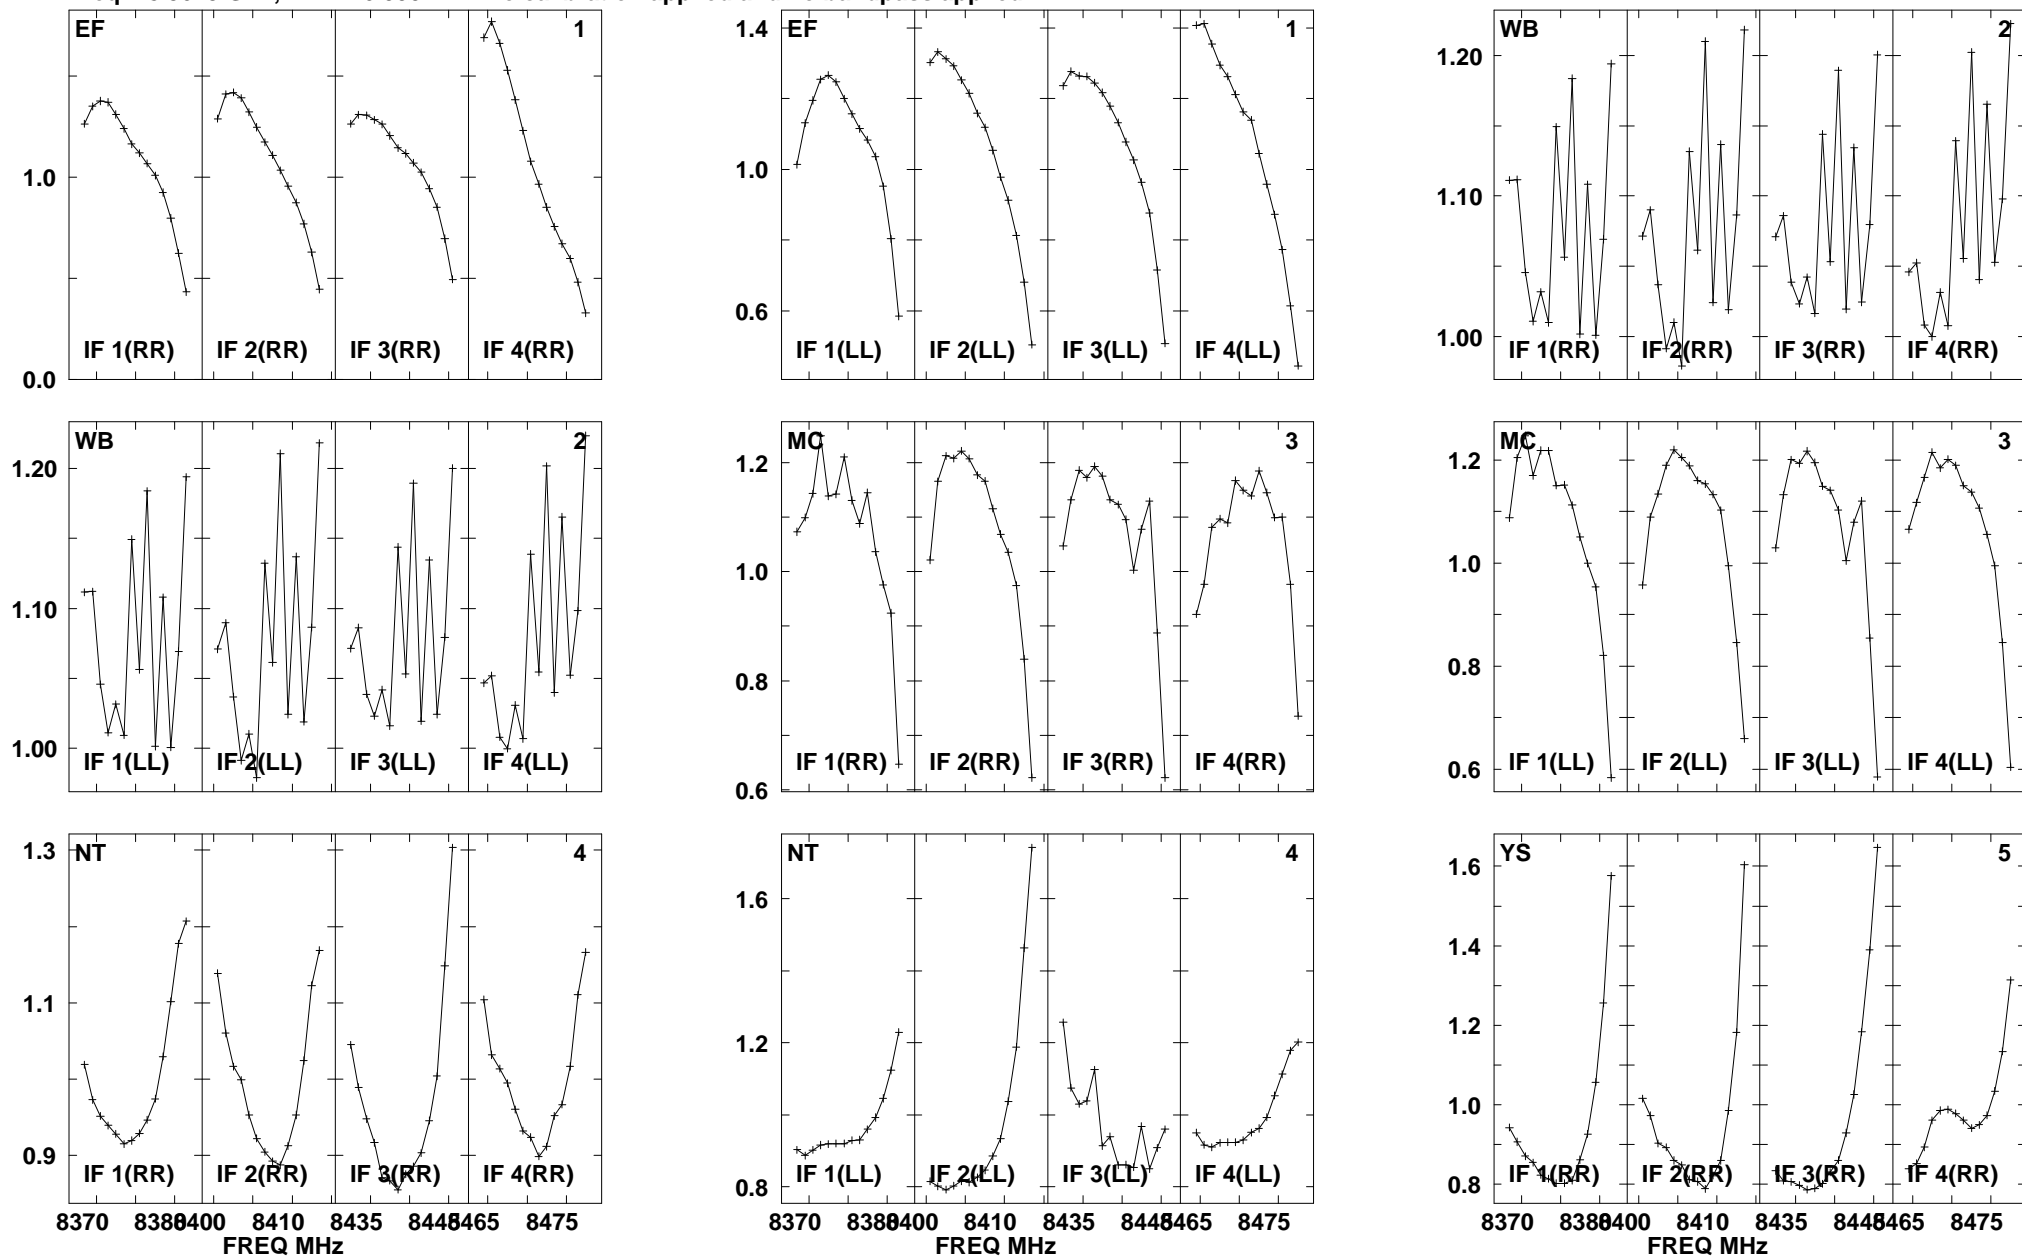 EF 1
1.0
0.0
IF 1(RR) IF 2(RR) IF 3(RR) IF 4(RR)
EF 1
1.4
1.0
0.6
IF 1(LL) IF 2(LL) IF 3(LL) IF 4(LL)
WB 2
1.20
1.10
1.00
IF 1(RR) IF 2(RR) IF 3(RR) IF 4(RR)
WB 2
1.20
1.10
1.00
IF 1(LL) IF 2(LL) IF 3(LL) IF 4(LL)
MC 3
1.2
1.0
0.8
0.6
IF 1(RR) IF 2(RR) IF 3(RR) IF 4(RR)
MC 3
1.2
1.0
0.8
0.6
IF 1(LL) IF 2(LL) IF 3(LL) IF 4(LL)
NT 4
1.3
1.1
0.9
IF 1(RR) IF 2(RR) IF 3(RR) IF 4(RR)
8370 8380 8400 8410 8435 8445 8465 8475
FREQ MHz
NT 4
1.6
1.2
0.8
IF 1(LL) IF 2(LL) IF 3(LL) IF 4(LL)
8370 8380 8400 8410 8435 8445 8465 8475
FREQ MHz
YS 5
1.6
1.4
1.2
1.0
0.8
IF 1(RR) IF 2(RR) IF 3(RR) IF 4(RR)
8370 8380 8400 8410 8435 8445 8465 8475
FREQ MHz